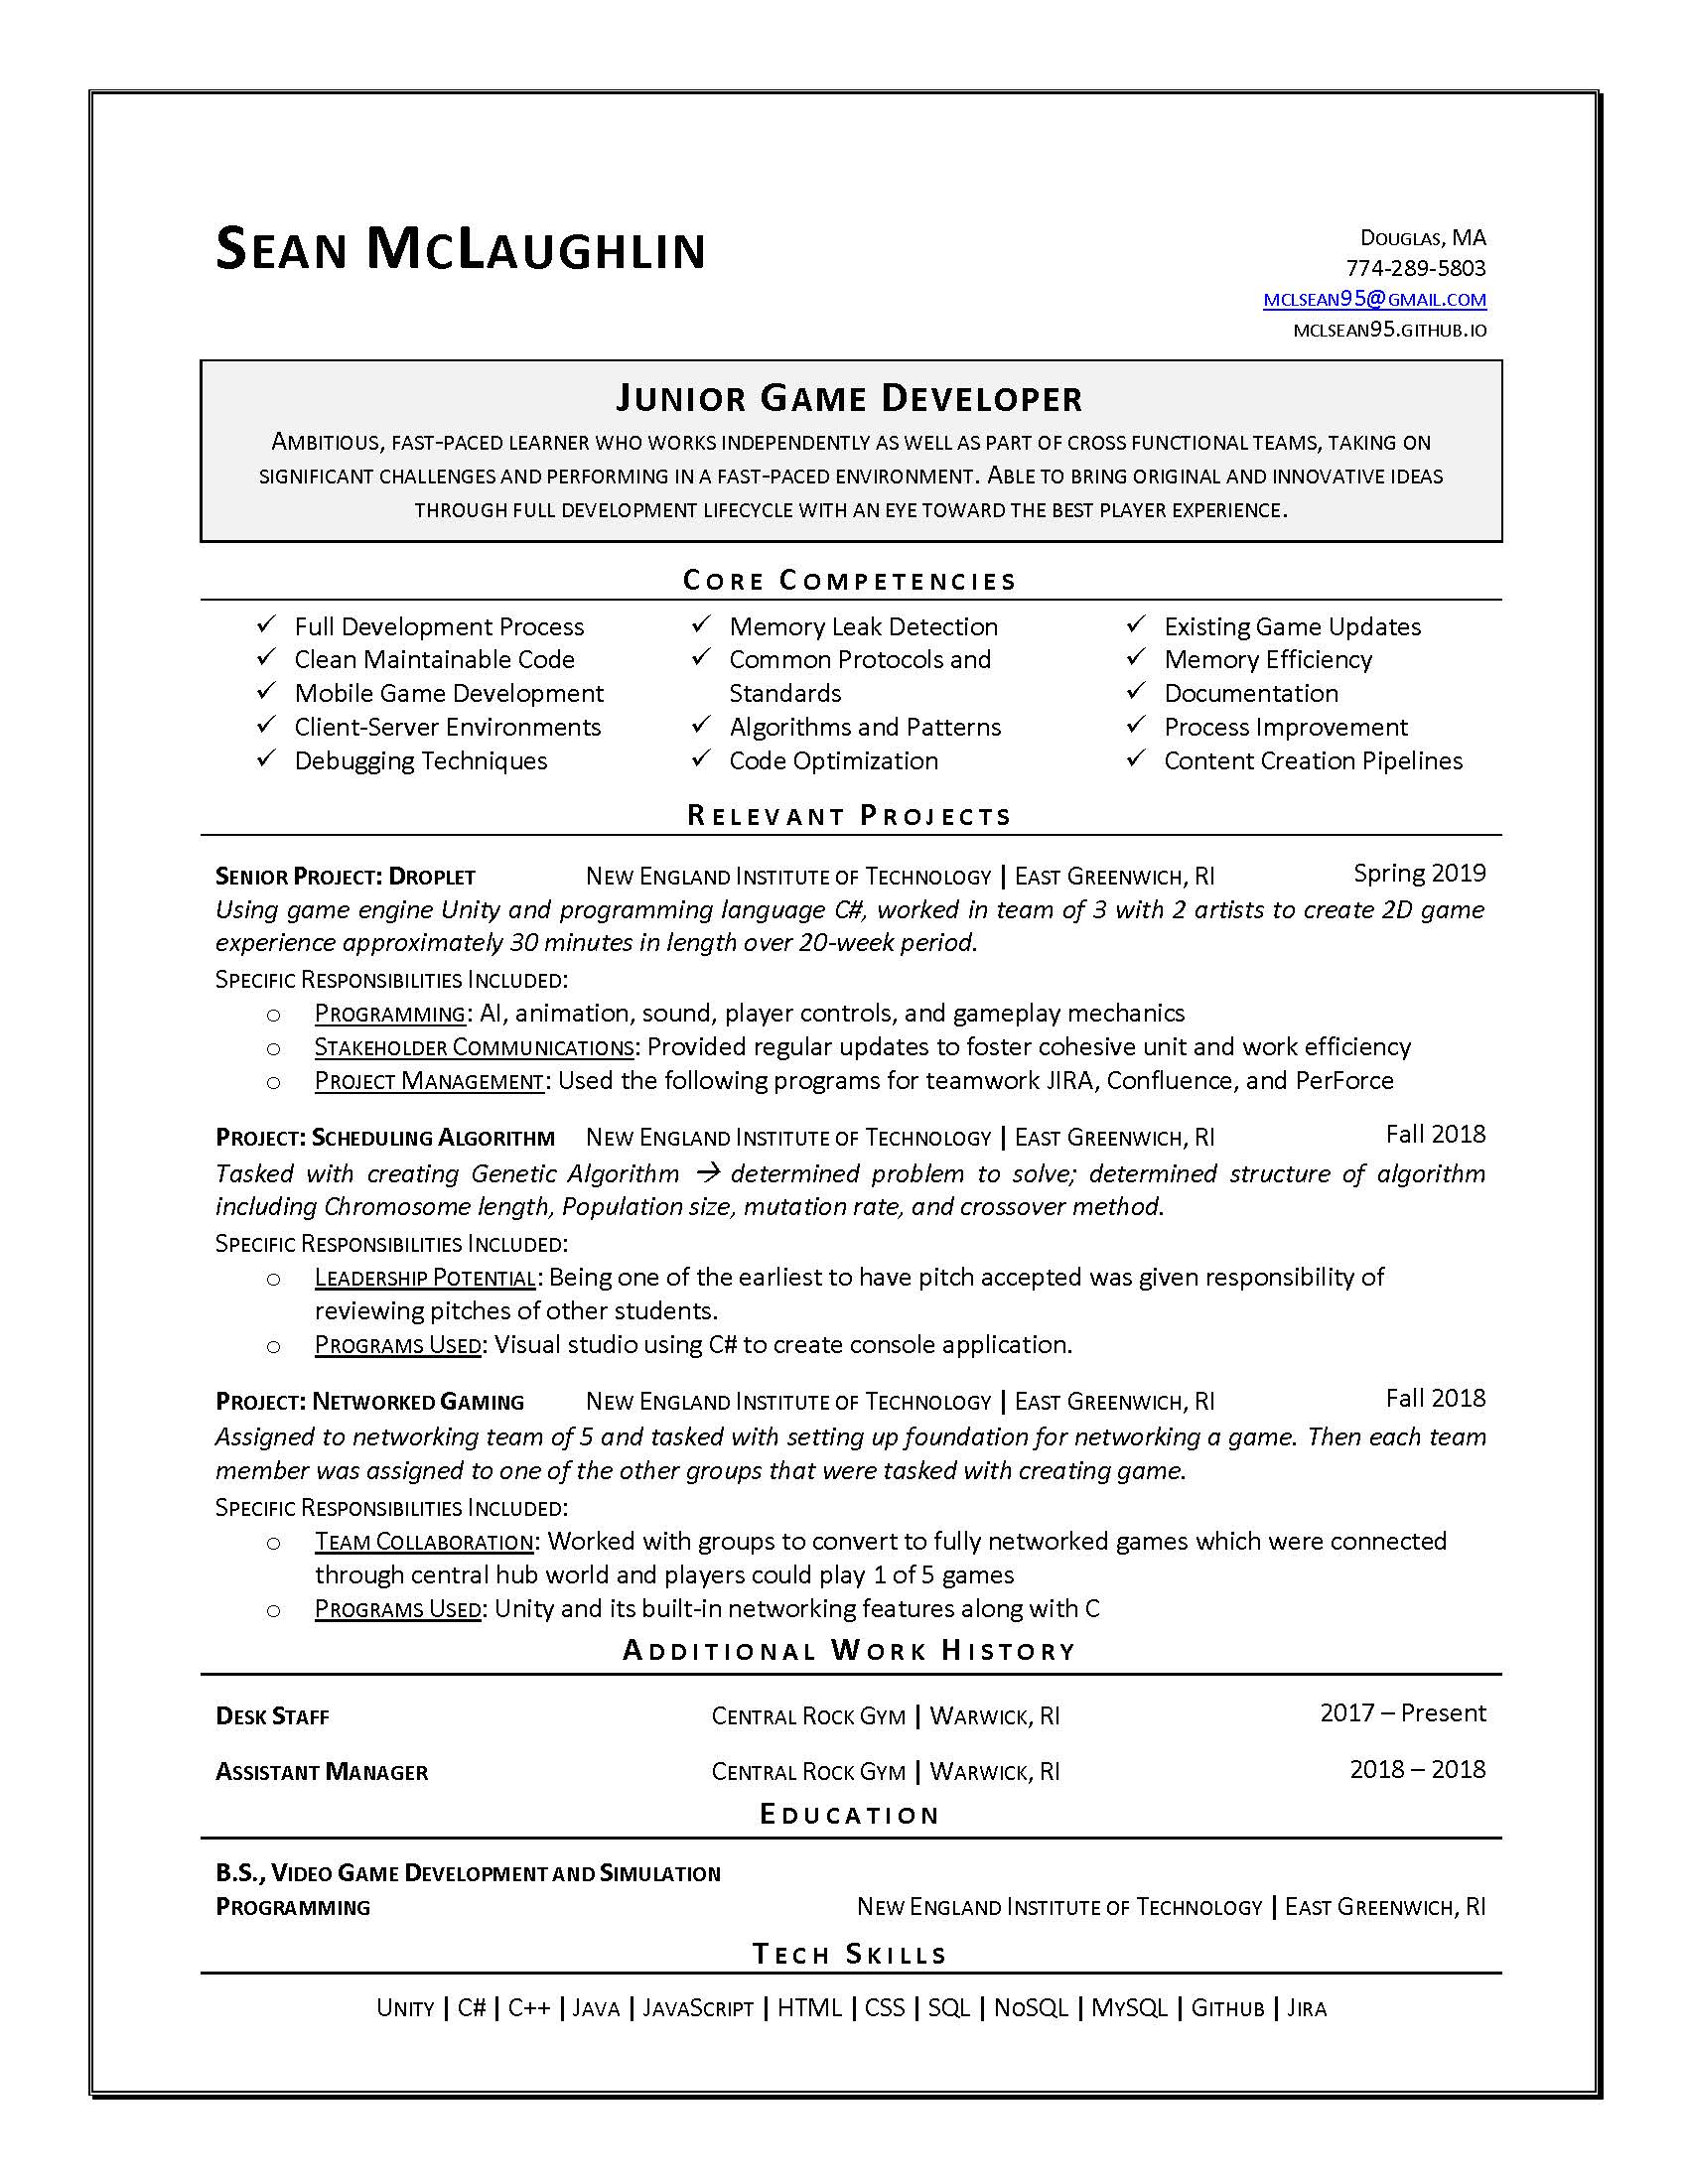 SEAN MCLAUGHLIN
DOUGLAS, MA
774-289-5803
MCLSEAN95@GMAIL.COM
MCLSEAN95.GITHUB.IO
JUNIOR GAME DEVELOPER
AMBITIOUS, FAST-PACED LEARNER WHO WORKS INDEPENDENTLY AS WELL AS PART OF CROSS FUNCTIONAL TEAMS, TAKING ON
SIGNIFICANT CHALLENGES AND PERFORMING IN A FAST-PACED ENVIRONMENT. ABLE TO BRING ORIGINAL AND INNOVATIVE IDEAS
THROUGH FULL DEVELOPMENT LIFECYCLE WITH AN EYE TOWARD THE BEST PLAYER EXPERIENCE.
CORE COMPETENCIES
✓ Full Development Process
✓ Clean Maintainable Code
✓ Mobile Game Development
✓ Client-Server Environments
✓ Debugging Techniques
✓ Memory Leak Detection
✓ Common Protocols and
Standards
✓ Algorithms and Patterns
✓ Code Optimization
✓ Existing Game Updates
✓ Memory Efficiency
✓ Documentation
✓ Process Improvement
✓ Content Creation Pipelines
RELEVANT PROJECTS
SENIOR PROJECT: DROPLET NEW ENGLAND INSTITUTE OF TECHNOLOGY | EAST GREENWICH, RI Spring 2019
Using game engine Unity and programming language C#, worked in team of 3 with 2 artists to create 2D game
experience approximately 30 minutes in length over 20-week period.
SPECIFIC RESPONSIBILITIES INCLUDED:
o PROGRAMMING: AI, animation, sound, player controls, and gameplay mechanics
o STAKEHOLDER COMMUNICATIONS: Provided regular updates to foster cohesive unit and work efficiency
o PROJECT MANAGEMENT: Used the following programs for teamwork JIRA, Confluence, and PerForce
PROJECT: SCHEDULING ALGORITHM NEW ENGLAND INSTITUTE OF TECHNOLOGY | EAST GREENWICH, RI Fall 2018
Tasked with creating Genetic Algorithm → determined problem to solve; determined structure of algorithm
including Chromosome length, Population size, mutation rate, and crossover method.
SPECIFIC RESPONSIBILITIES INCLUDED:
o LEADERSHIP POTENTIAL: Being one of the earliest to have pitch accepted was given responsibility of
reviewing pitches of other students.
o PROGRAMS USED: Visual studio using C# to create console application.
PROJECT: NETWORKED GAMING NEW ENGLAND INSTITUTE OF TECHNOLOGY | EAST GREENWICH, RI Fall 2018
Assigned to networking team of 5 and tasked with setting up foundation for networking a game. Then each team
member was assigned to one of the other groups that were tasked with creating game.
SPECIFIC RESPONSIBILITIES INCLUDED:
o TEAM COLLABORATION: Worked with groups to convert to fully networked games which were connected
through central hub world and players could play 1 of 5 games
o PROGRAMS USED: Unity and its built-in networking features along with C
ADDITIONAL WORK HISTORY
DESK STAFF CENTRAL ROCK GYM | WARWICK, RI 2017 – Present
ASSISTANT MANAGER CENTRAL ROCK GYM | WARWICK, RI 2018 – 2018
EDUCATION
B.S., VIDEO GAME DEVELOPMENT AND SIMULATION
PROGRAMMING NEW ENGLAND INSTITUTE OF TECHNOLOGY | EAST GREENWICH, RI
TECH SKILLS
UNITY | C# | C++ | JAVA | JAVASCRIPT | HTML | CSS | SQL | NOSQL | MYSQL | GITHUB | JIRA